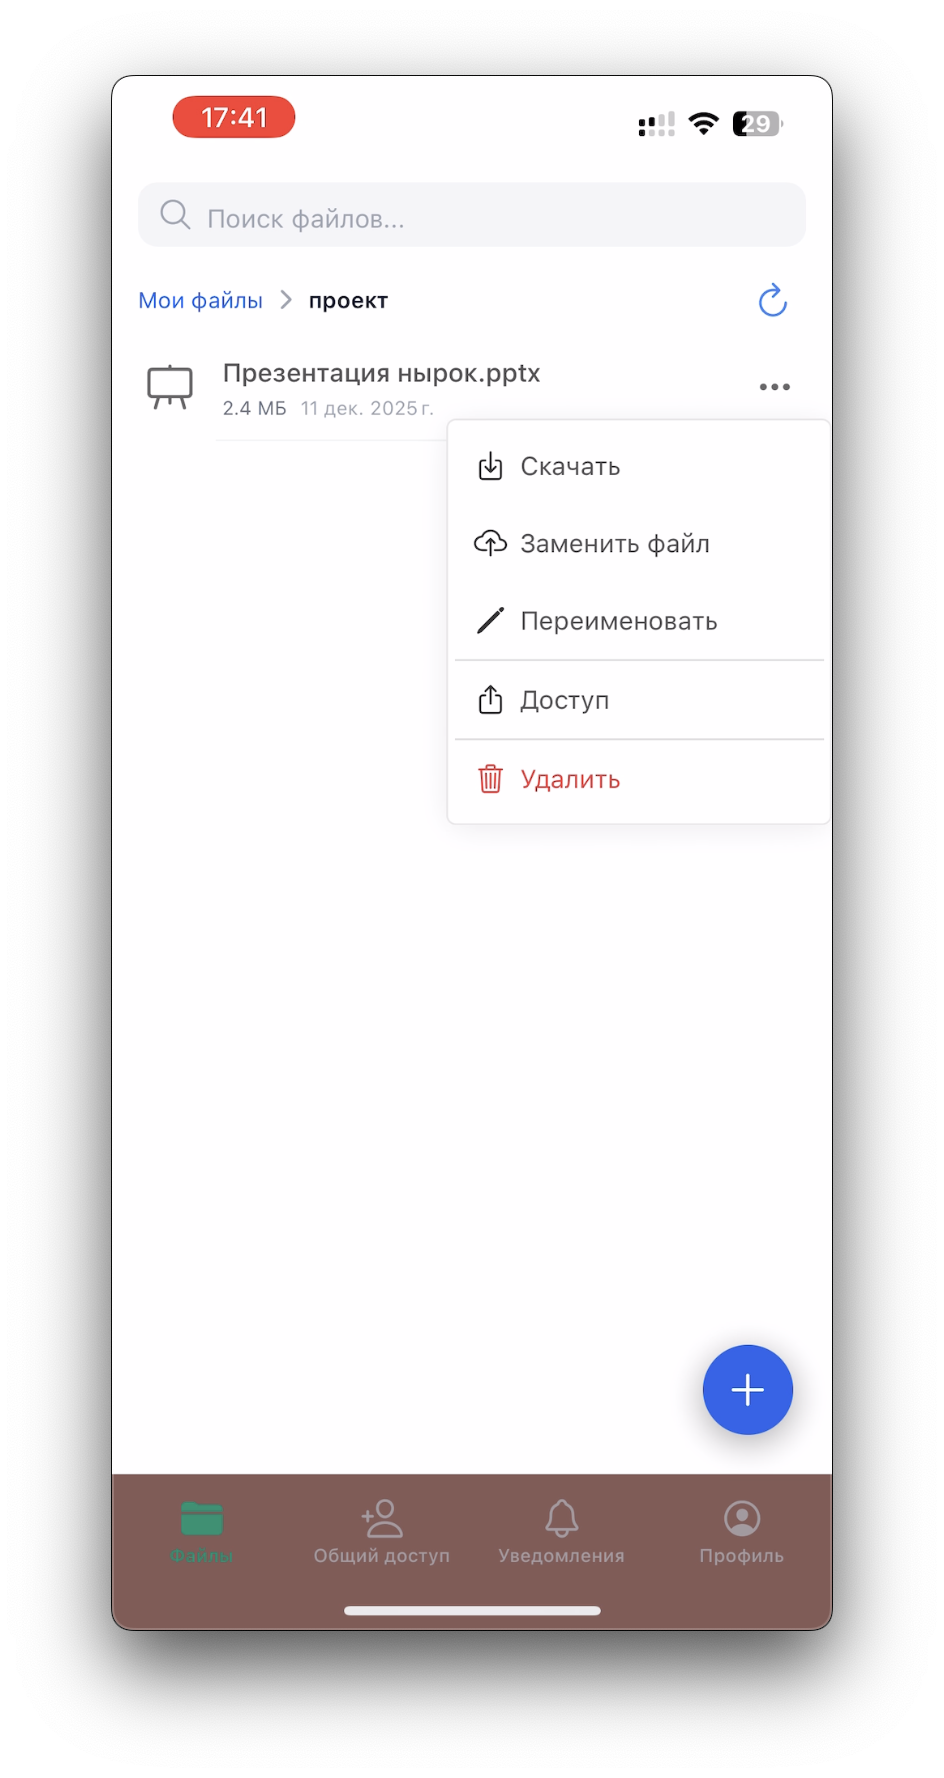 17:41
29
Поиск файлов...
Мои файлы > проект
Презентация нырок.pptx
2.4 МБ 11 дек. 2025 г.
Скачать
Заменить файл
Переименовать
Доступ
Удалить
Файлы Общий доступ Уведомления Профиль